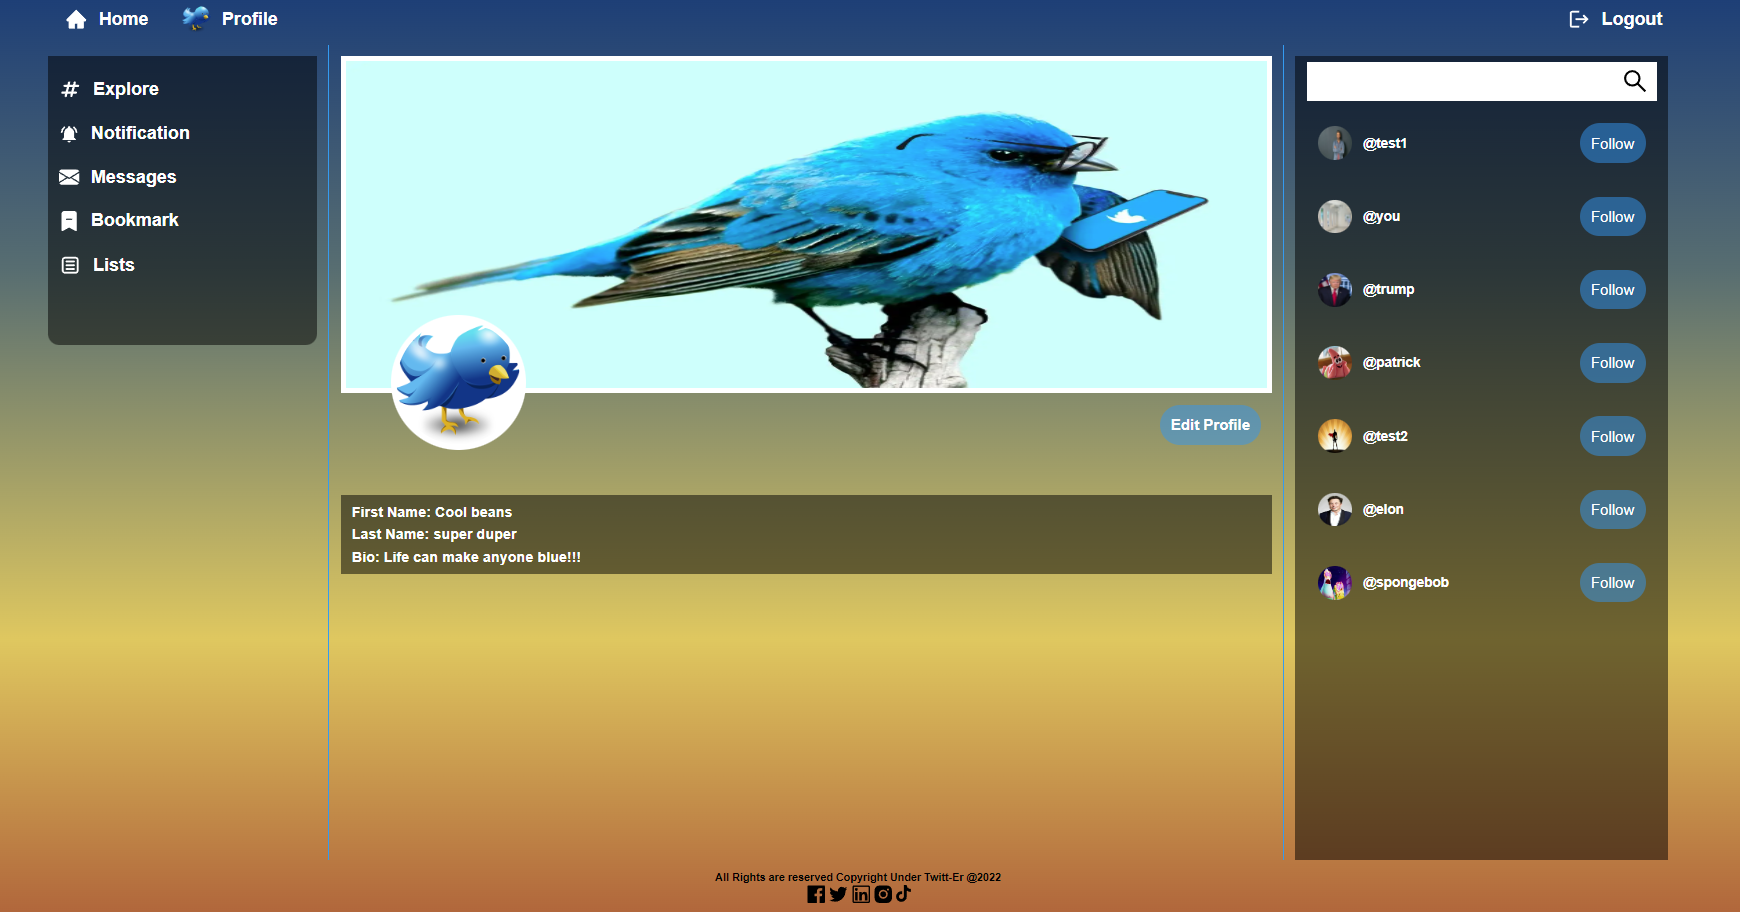 Home
Profile
Logout
Explore
Notification
Messages
Bookmark
Lists
Edit Profile
First Name: Cool beans
Last Name: super duper
Bio: Life can make anyone blue!!!
@test1
Follow
@you
Follow
@trump
Follow
@patrick
Follow
@test2
Follow
@elon
Follow
@spongebob
Follow
All Rights are reserved Copyright Under Twitt-Er @2022